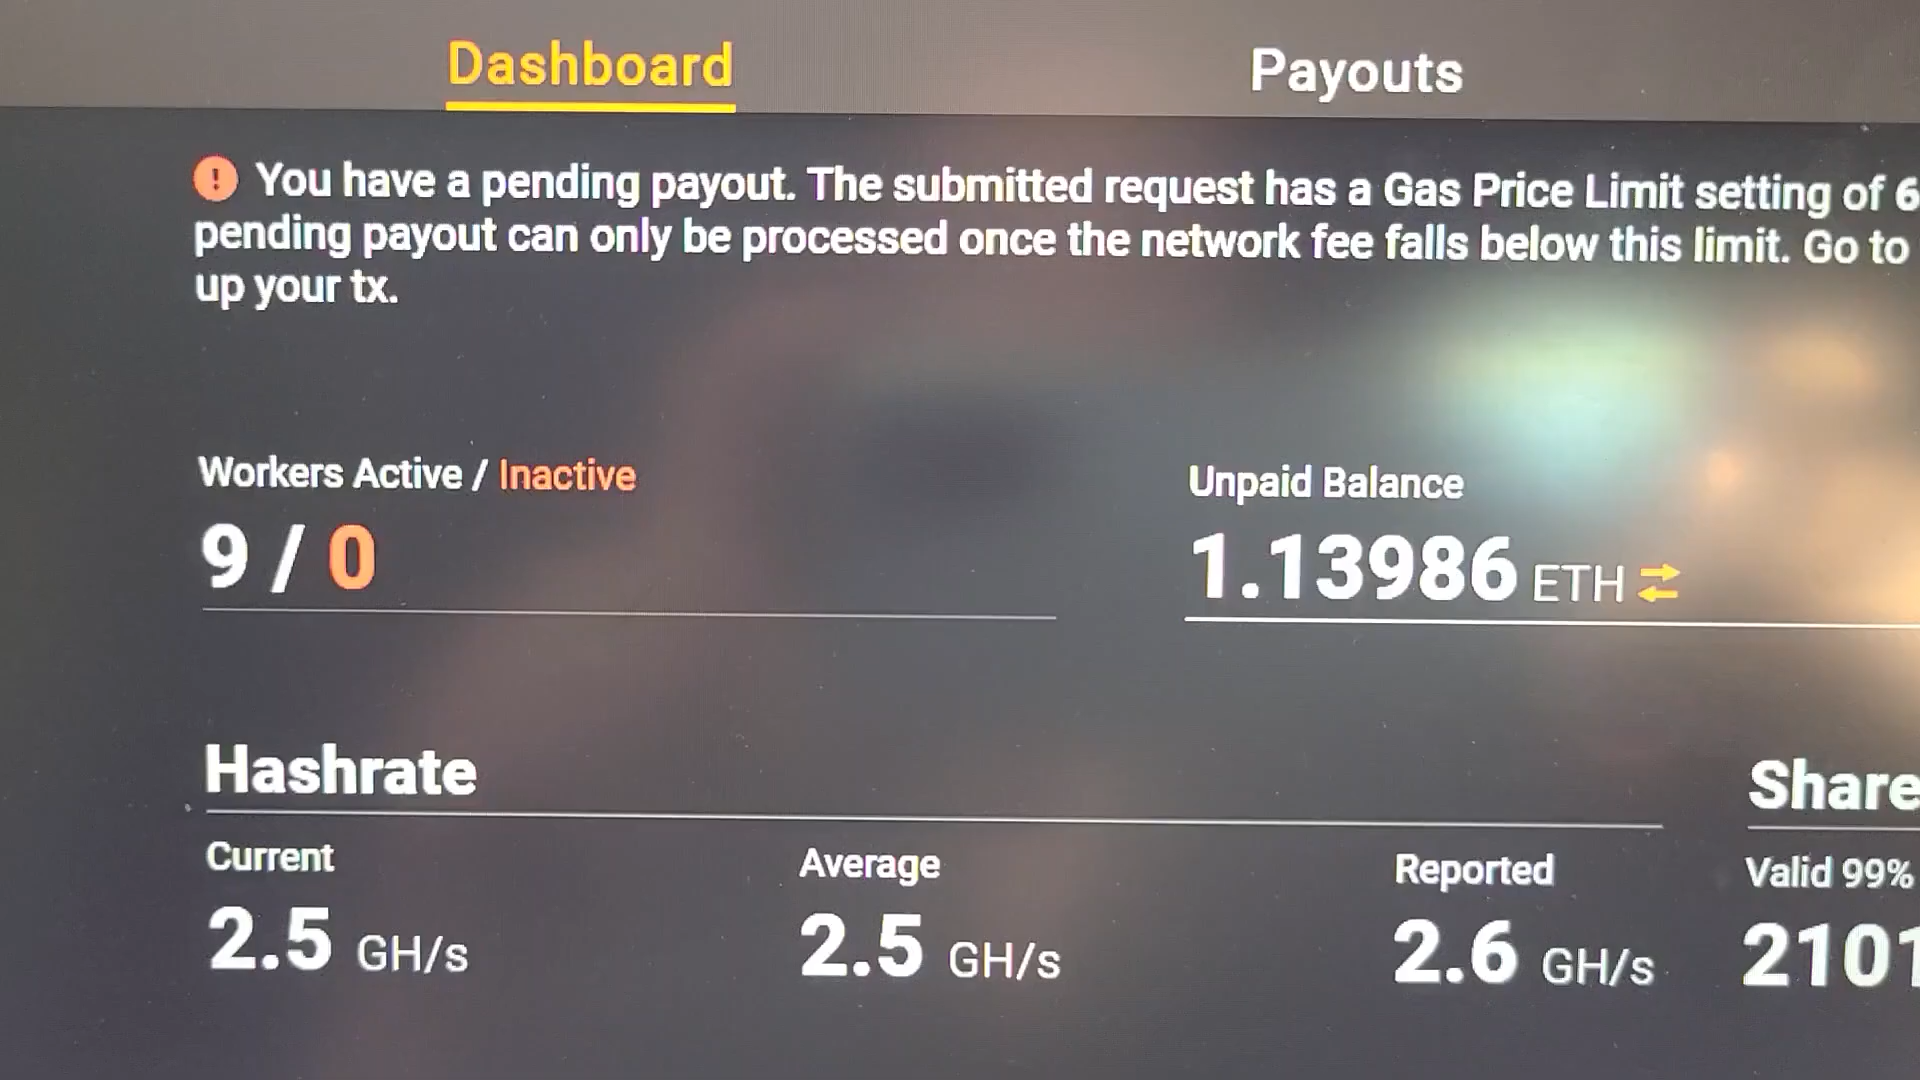 Dashboard Payouts
! You have a pending payout. The submitted request has a Gas Price Limit setting of 6
pending payout can only be processed once the network fee falls below this limit. Go to
up your tx.
Workers Active / Inactive Unpaid Balance
9 / 0 1.13986 ETH
Hashrate Share
Current Average Reported Valid 99%
2.5 GH/s 2.5 GH/s 2.6 GH/s 2101